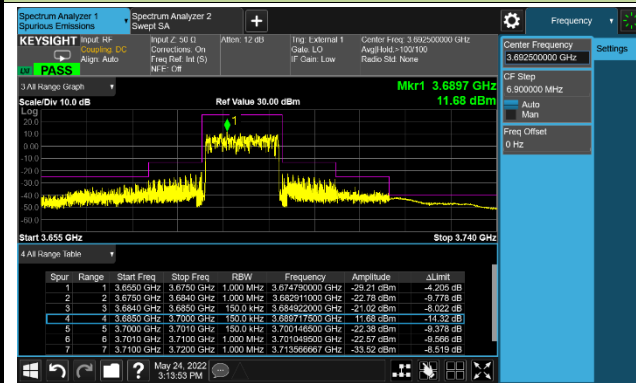 Spectrum Analyzer 1
Spurious Emissions
Spectrum Analyzer 2
Swept SA
Frequency
KEYSIGHT
Input: RF
Coupling: DC
Align: Auto
Input Z: 50 Ω
Corrections: On
Freq Ref: Int (S)
NFE: Off
Atten: 12 dB
Trig: External 1
Gate: LO
IF Gain: Low
Center Freq: 3.692500000 GHz
Avg|Hold:>100/100
Radio Std: None
PASS
Center Frequency
3.692500000 GHz
Settings
CF Step
6.900000 MHz
Auto
Man
Freq Offset
0 Hz
3 All Range Graph
Mkr1 3.6897 GHz
11.68 dBm
Scale/Div 10.0 dB
Ref Value 30.00 dBm
Log
20.0
10.0
0.00
-10.0
-20.0
-30.0
-40.0
-50.0
-60.0
1
Start 3.655 GHz
Stop 3.740 GHz
4 All Range Table
Spur Range Start Freq Stop Freq RBW Frequency Amplitude ΔLimit
1 1 3.6550 GHz 3.6750 GHz 1.000 MHz 3.674790000 GHz -29.21 dBm -4.205 dB
2 2 3.6750 GHz 3.6840 GHz 1.000 MHz 3.682911000 GHz -22.78 dBm -9.778 dB
3 3 3.6840 GHz 3.6850 GHz 150.0 kHz 3.684922000 GHz -21.02 dBm -8.022 dB
4 4 3.6850 GHz 3.7000 GHz 150.0 kHz 3.689717500 GHz 11.68 dBm -14.32 dB
5 5 3.7000 GHz 3.7010 GHz 150.0 kHz 3.700146500 GHz -22.38 dBm -9.378 dB
6 6 3.7010 GHz 3.7100 GHz 1.000 MHz 3.701049500 GHz -22.57 dBm -9.566 dB
7 7 3.7100 GHz 3.7200 GHz 1.000 MHz 3.713566667 GHz -33.52 dBm -8.519 dB
May 24, 2022
3:13:53 PM